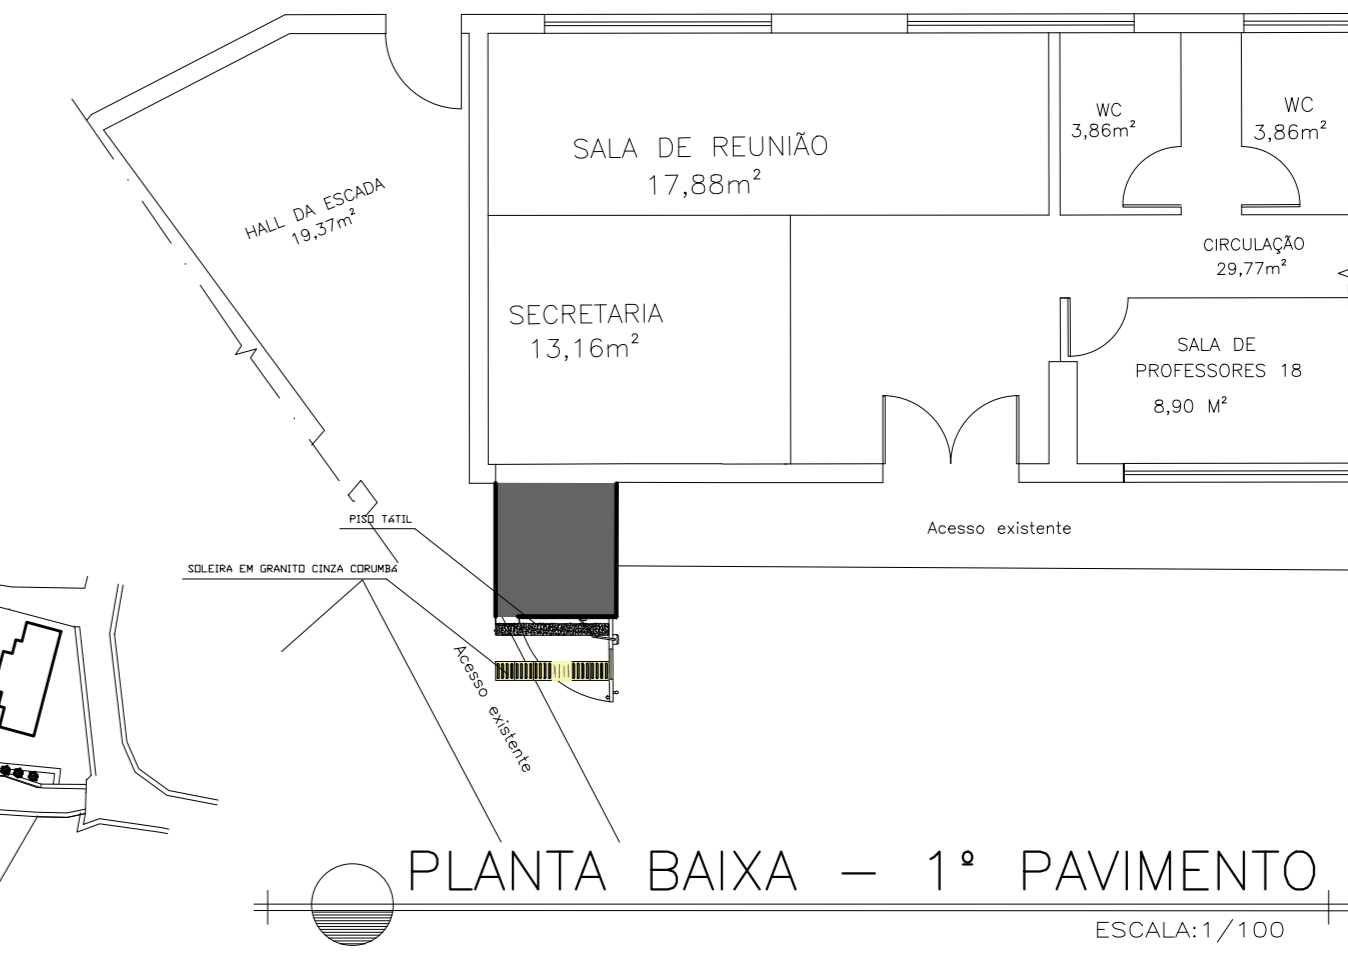 WC
3,86m²
WC
3,86m²
SALA DE REUNIÃO
17,88m²
HALL DA ESCADA
19,37m²
CIRCULAÇÃO
29,77m²
SECRETARIA
13,16m²
SALA DE
PROFESSORES 18
8,90 M²
PISO TáTIL
Acesso existente
SOLEIRA EM GRANITO CINZA CORUMBá
Acesso existente
PLANTA BAIXA - 1º PAVIMENTO
ESCALA:1/100